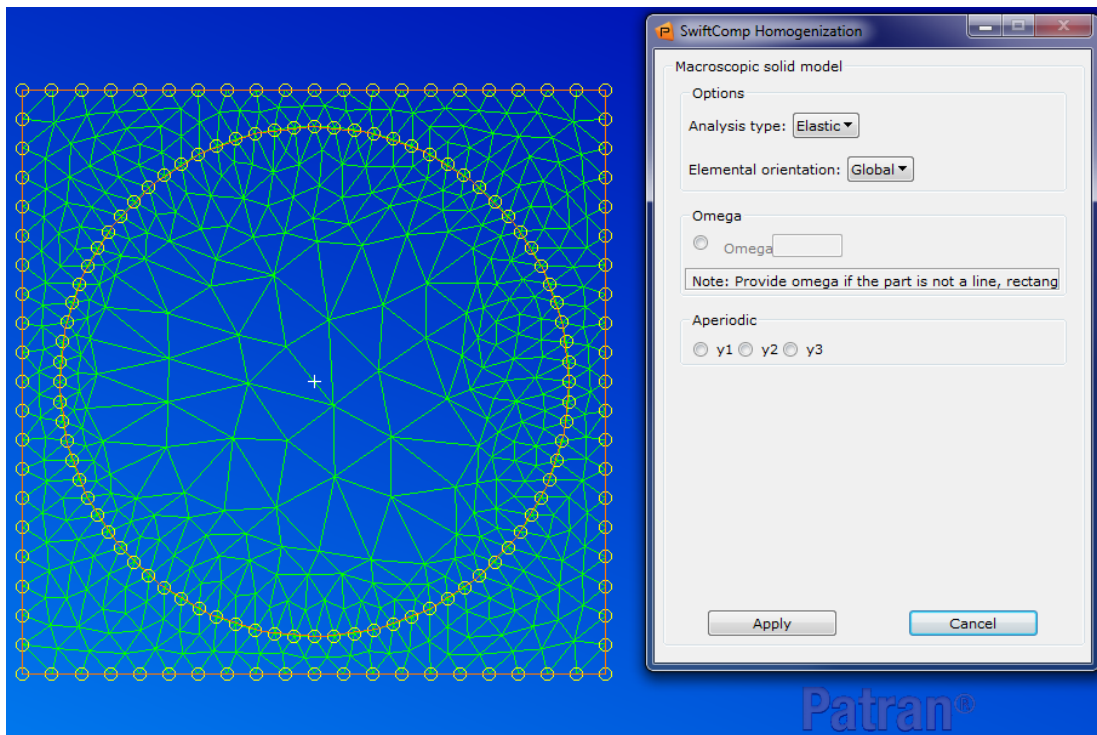 SwiftComp Homogenization
Macroscopic solid model
Options
Analysis type: Elastic
Elemental orientation: Global
Omega
Omega
Note: Provide omega if the part is not a line, rectang
Aperiodic
y1 y2 y3
Apply Cancel
Patran®